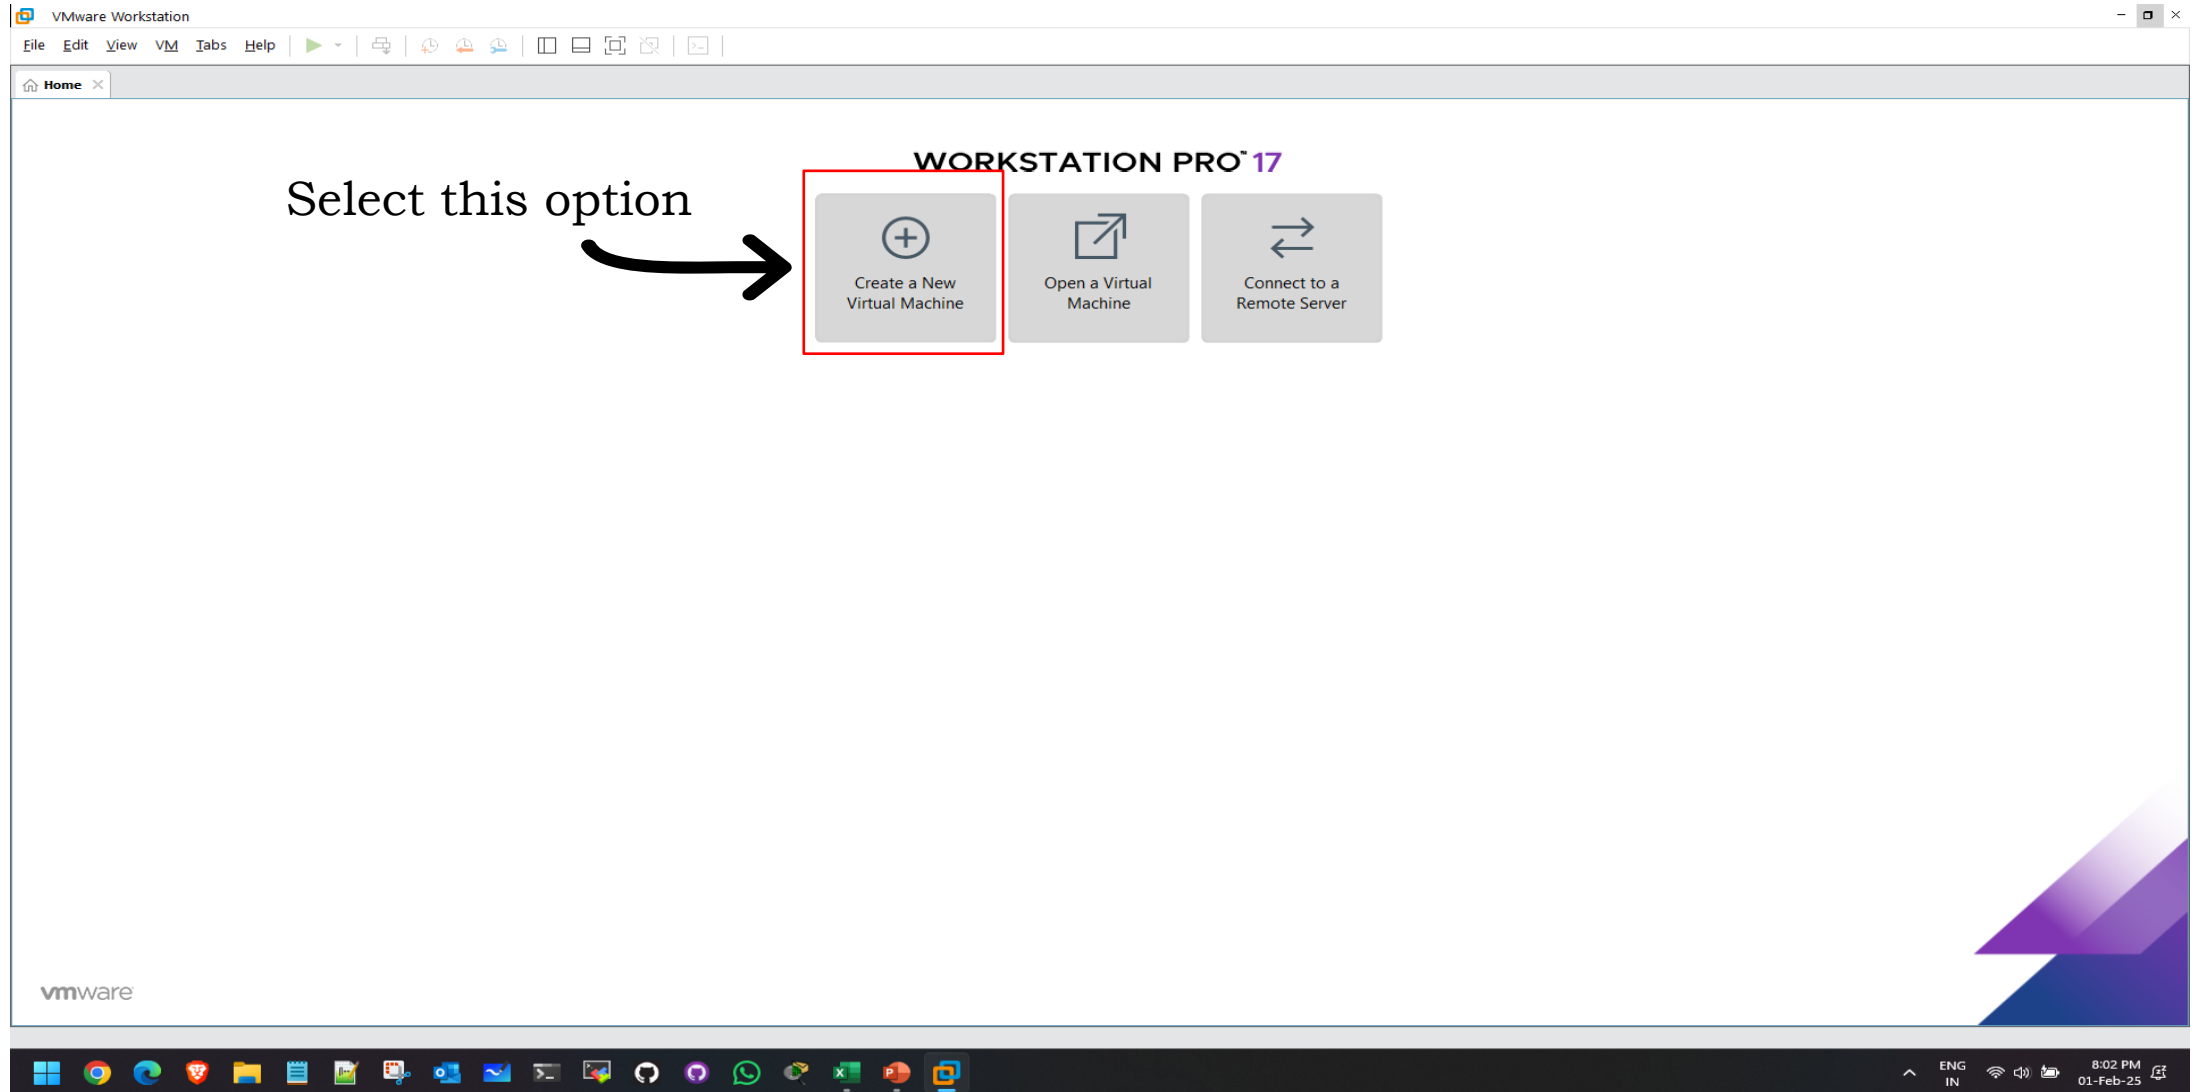 VMware Workstation
File Edit View VM Tabs Help
Home
WORKSTATION PRO™ 17
Select this option
Create a New
Virtual Machine
Open a Virtual
Machine
Connect to a
Remote Server
vmware
ENG
IN
8:02 PM
01-Feb-25